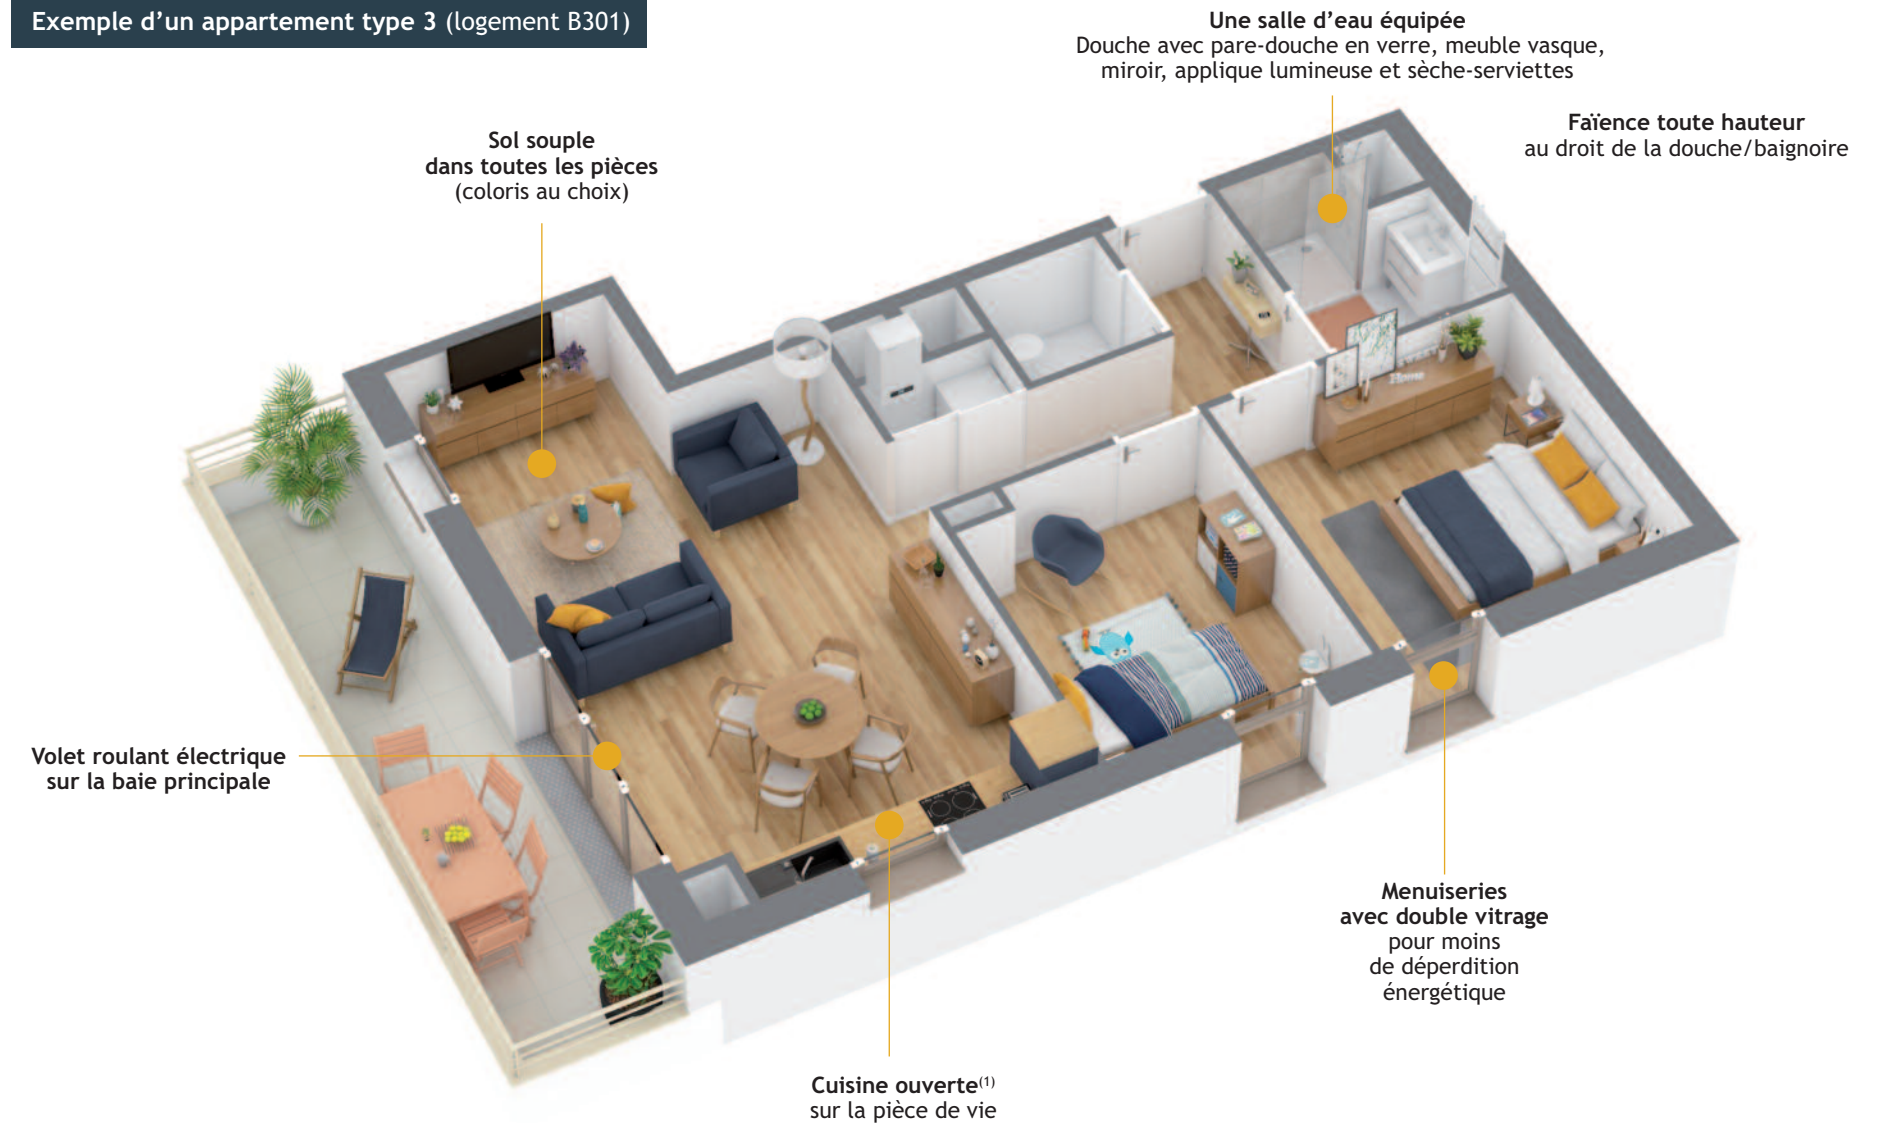 Exemple d’un appartement type 3 (logement B301)
Une salle d’eau équipée
Douche avec pare-douche en verre, meuble vasque,
miroir, applique lumineuse et sèche-serviettes
Faïence toute hauteur
au droit de la douche/baignoire
Sol souple
dans toutes les pièces
(coloris au choix)
Home
Volet roulant électrique
sur la baie principale
Menuiseries
avec double vitrage
pour moins
de déperdition
énergétique
Cuisine ouverte(1)
sur la pièce de vie